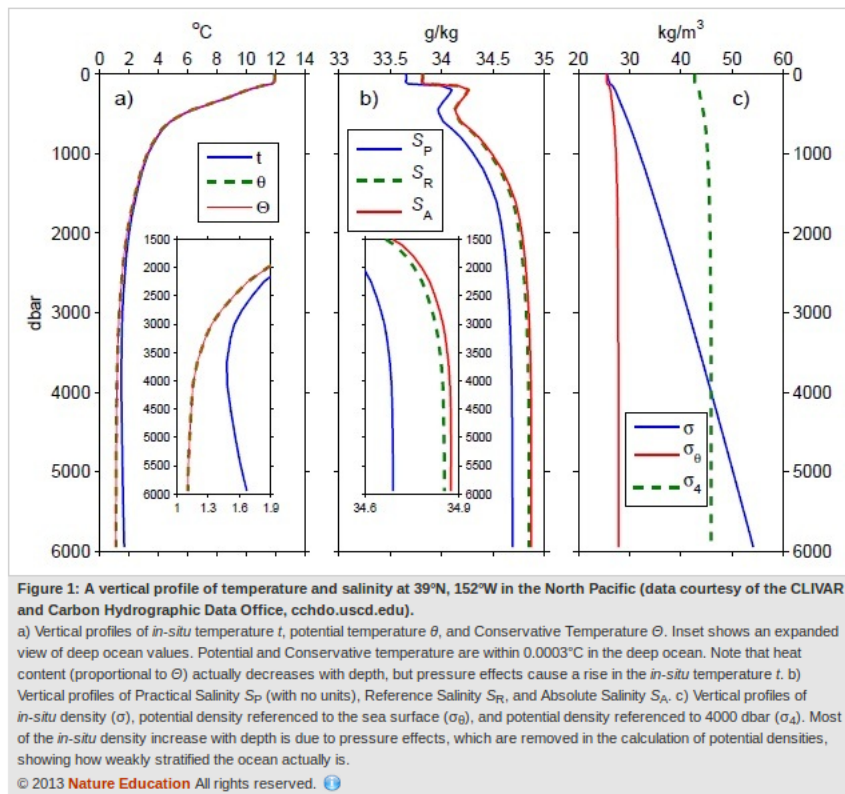 °C
g/kg
kg/m³
0 2 4 6 8 10 12 14
33 33.5 34 34.5 35
20 30 40 50 60
0
1000
2000
3000
4000
5000
6000
dbar
a)
t
θ
Θ
1500
2000
2500
3000
3500
4000
4500
5000
5500
6000
1 1.3 1.6 1.9
b)
S_P
S_R
S_A
1500
2000
2500
3000
3500
4000
4500
5000
5500
6000
34.6 34.9
c)
σ
σ_θ
σ_4
0
1000
2000
3000
4000
5000
6000
Figure 1: A vertical profile of temperature and salinity at 39ºN, 152ºW in the North Pacific (data courtesy of the CLIVAR
and Carbon Hydrographic Data Office, cchdo.uscd.edu).
a) Vertical profiles of in-situ temperature t, potential temperature θ, and Conservative Temperature Θ. Inset shows an expanded
view of deep ocean values. Potential and Conservative temperature are within 0.0003°C in the deep ocean. Note that heat
content (proportional to Θ) actually decreases with depth, but pressure effects cause a rise in the in-situ temperature t. b)
Vertical profiles of Practical Salinity S_P (with no units), Reference Salinity S_R, and Absolute Salinity S_A. c) Vertical profiles of
in-situ density (σ), potential density referenced to the sea surface (σ_θ), and potential density referenced to 4000 dbar (σ_4). Most
of the in-situ density increase with depth is due to pressure effects, which are removed in the calculation of potential densities,
showing how weakly stratified the ocean actually is.
© 2013 Nature Education All rights reserved. i